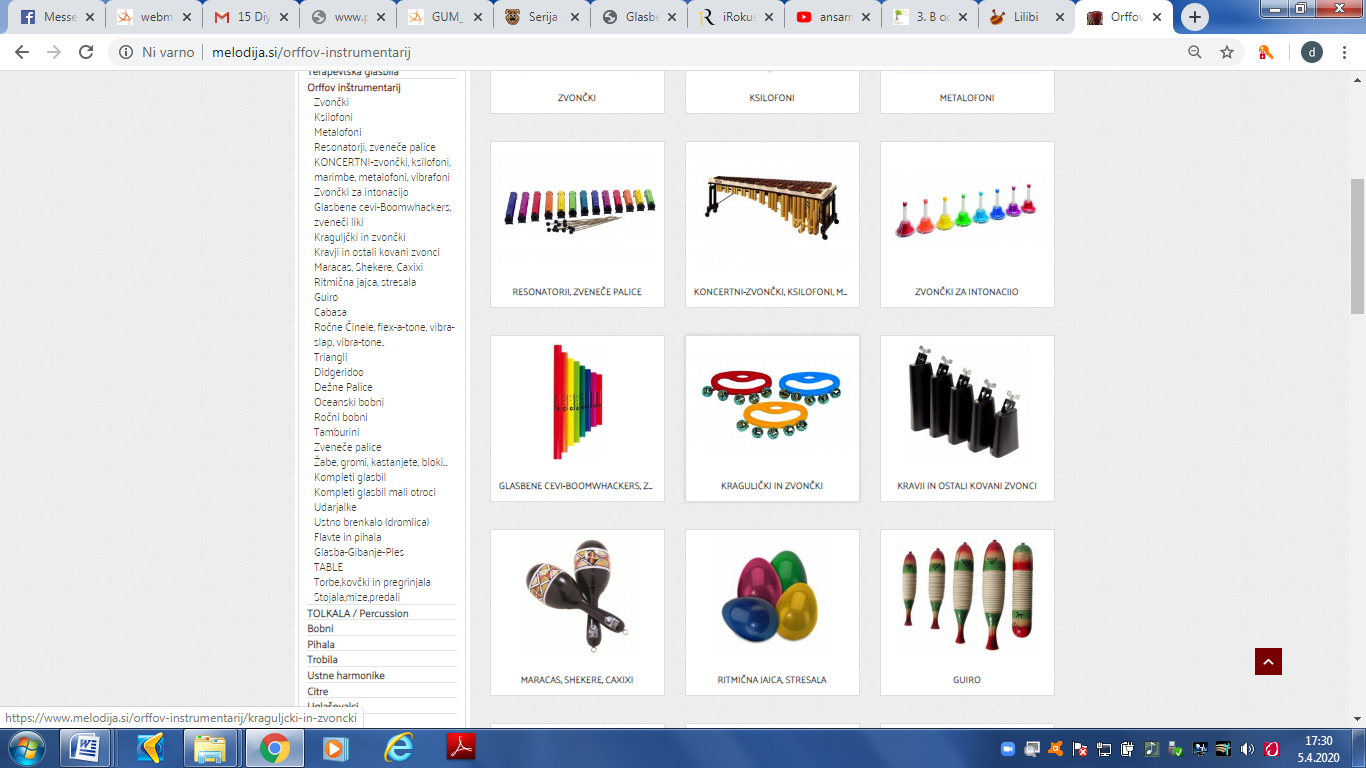 Messe
webm
15 Diy
www.p
GUM_
Serija
Glasbe
iRokus
ansam
3. B od
Lilibi
Orffov
Ni varno
melodija.si/orffov-instrumentarij
d
Terapevtska glasbila
Orffov inštrumentarij
Zvončki
Ksilofoni
Metalofoni
Resonatorji, zveneče palice
KONCERTNI-zvončki, ksilofoni,
marimbe, metalofoni, vibrafoni
Zvončki za intonacijo
Glasbene cevi-Boomwhackers,
zveneči liki
Kraguljčki in zvončki
Kravji in ostali kovani zvonci
Maracas, Shekere, Caxixi
Ritmična jajca, stresala
Guiro
Cabasa
Ročne Činele, flex-a-tone, vibra-
slap, vibra-tone..
Triangli
Didgeridoo
Dežne Palice
Oceanski bobni
Ročni bobni
Tamburini
Zveneče palice
Žabe, gromi, kastanjete, bloki...
Kompleti glasbil
Kompleti glasbil mali otroci
Udarjalke
Ustno brenkalo (dromlica)
Flavte in pihala
Glasba-Gibanje-Ples
TABLE
Torbe,kovčki in pregrinjala
Stojala,mize,predali
TOLKALA / Percussion
Bobni
Pihala
Trobila
Ustne harmonike
Citre
Uglaševalci
ZVONČKI
KSILOFONI
METALOFONI
RESONATORJI, ZVENEČE PALICE
KONCERTNI-ZVONČKI, KSILOFONI, M...
ZVONČKI ZA INTONACIJO
GLASBENE CEVI-BOOMWHACKERS, Z...
KRAGULJČKI IN ZVONČKI
KRAVJI IN OSTALI KOVANI ZVONCI
MARACAS, SHEKERE, CAXIXI
RITMIČNA JAJCA, STRESALA
GUIRO
https://www.melodija.si/orffov-instrumentarij/kraguljcki-in-zvoncki
17:30
5.4.2020